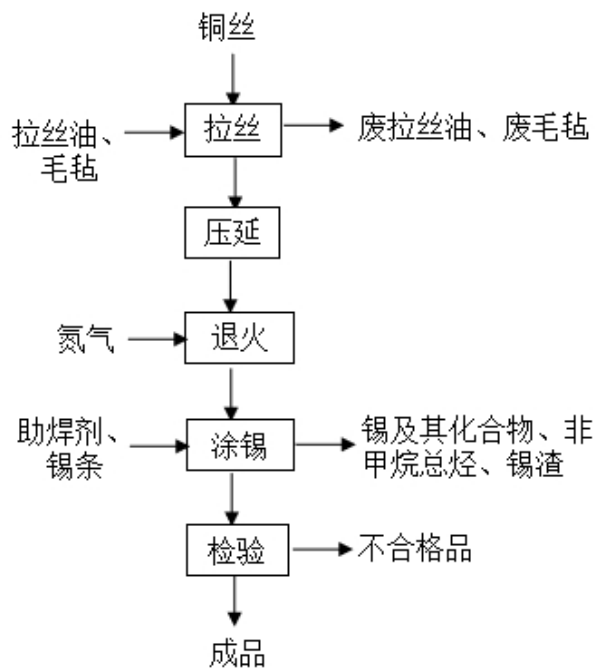 铜丝
拉丝油、
毛毡
拉丝
废拉丝油、废毛毡
压延
氮气
退火
助焊剂、
锡条
涂锡
锡及其化合物、非
甲烷总烃、锡渣
检验
不合格品
成品